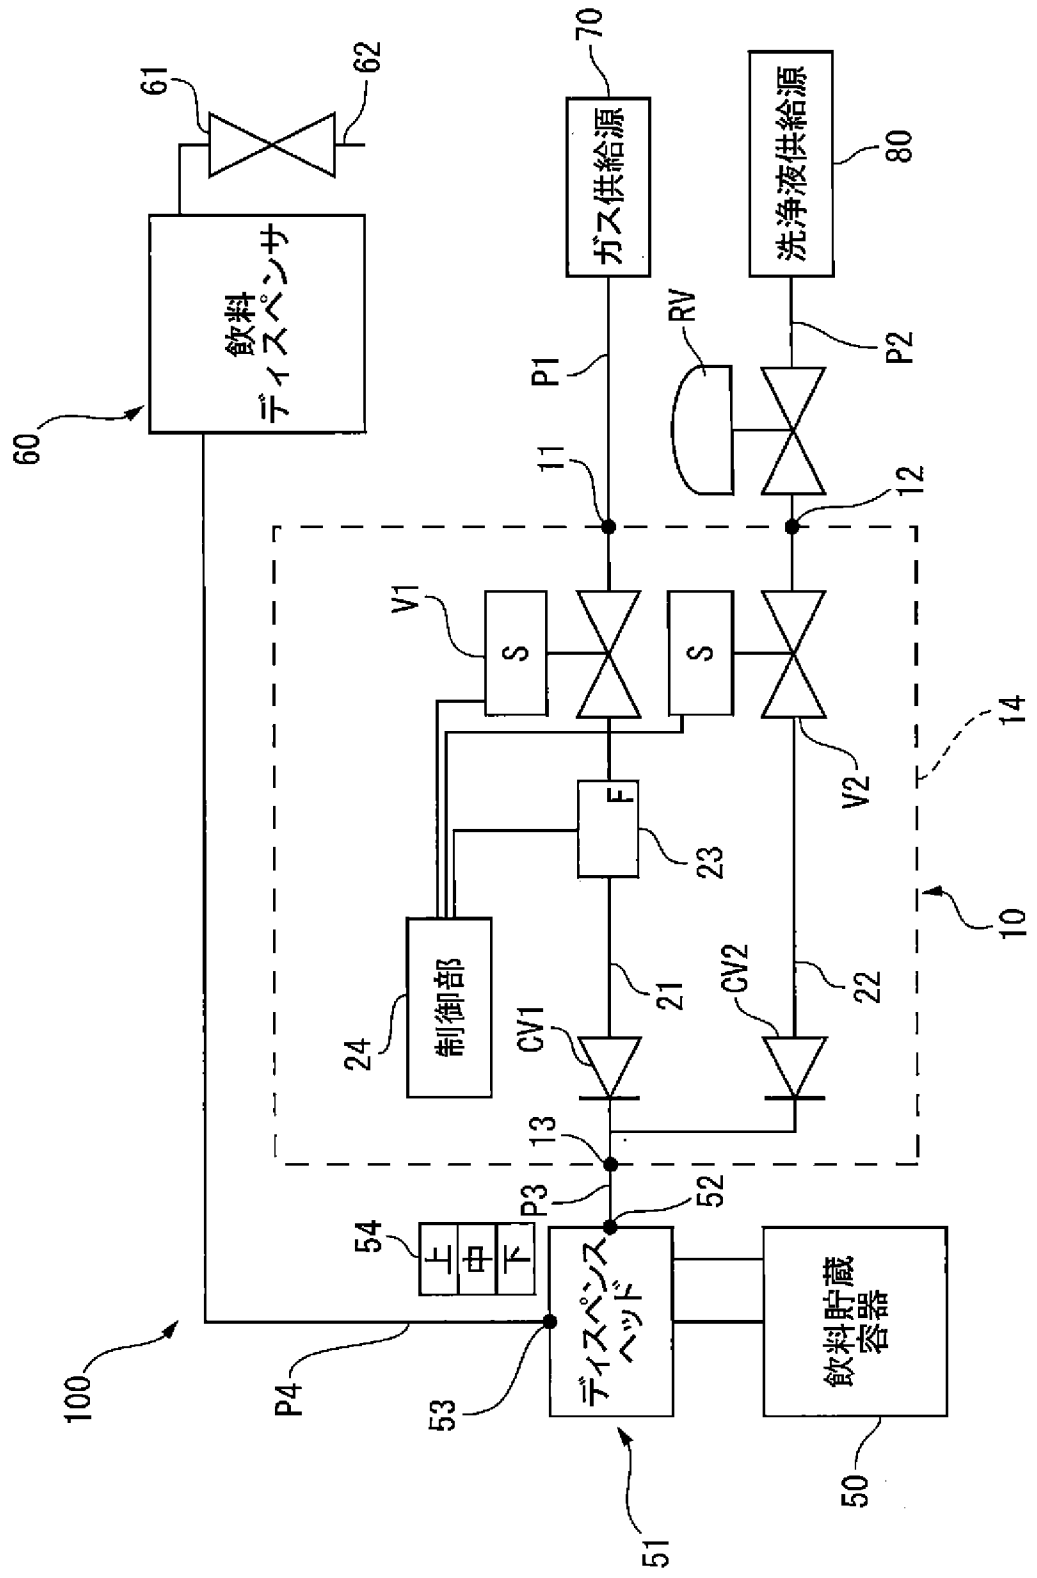 100
P4
53
54
上
中
下
ディスペンス
ヘッド
51
52
P3
13
飲料貯蔵
容器
50
60
飲料
ディスペンサ
61
62
24
制御部
CV1
21
23
F
V1
S
11
P1
ガス供給源
70
CV2
22
V2
S
12
RV
P2
洗浄液供給源
80
10
14